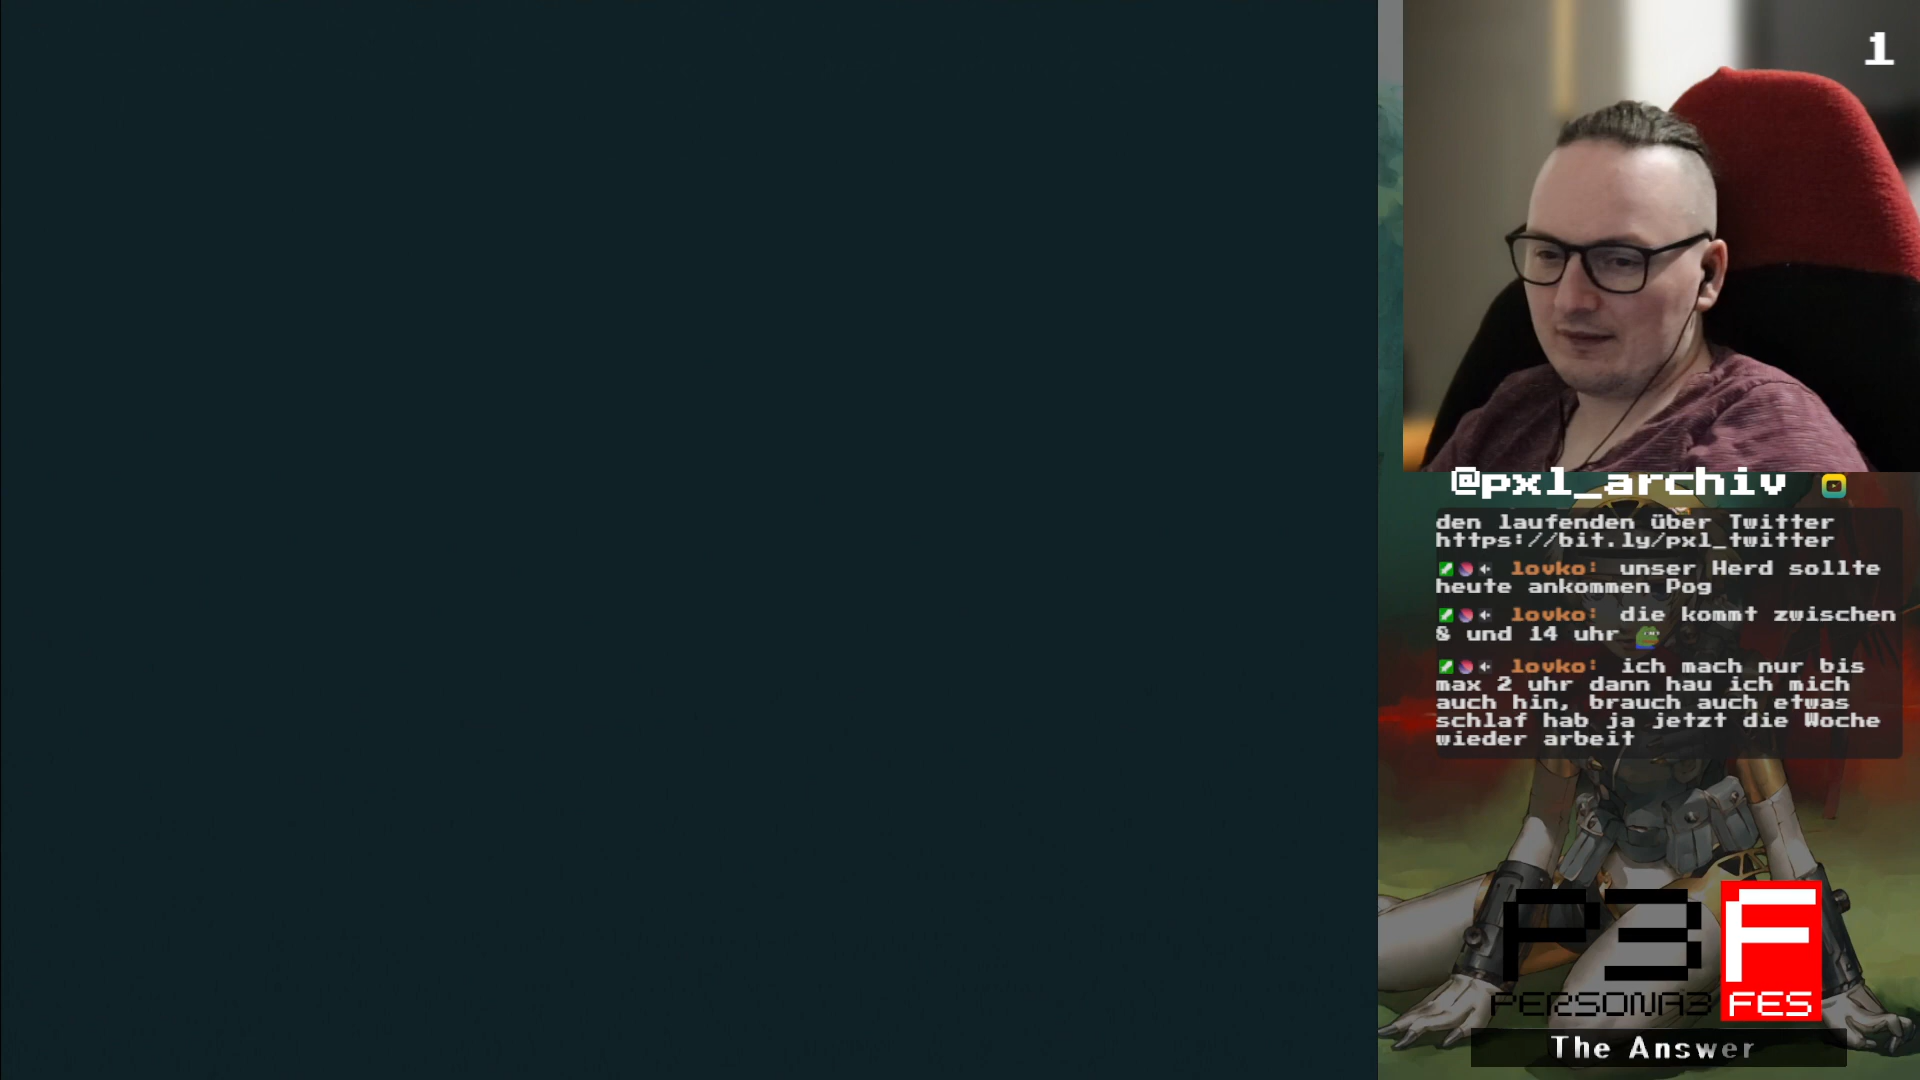 1
@pxl_archiv
den laufenden über Twitter
https://bit.ly/pxl_twitter
lovko: unser Herd sollte
heute ankommen Pog
lovko: die kommt zwischen
8 und 14 uhr
lovko: ich mach nur bis
max 2 uhr dann hau ich mich
auch hin, brauch auch etwas
schlaf hab ja jetzt die Woche
wieder arbeit
P3F
PERSONA3 FES
The Answer